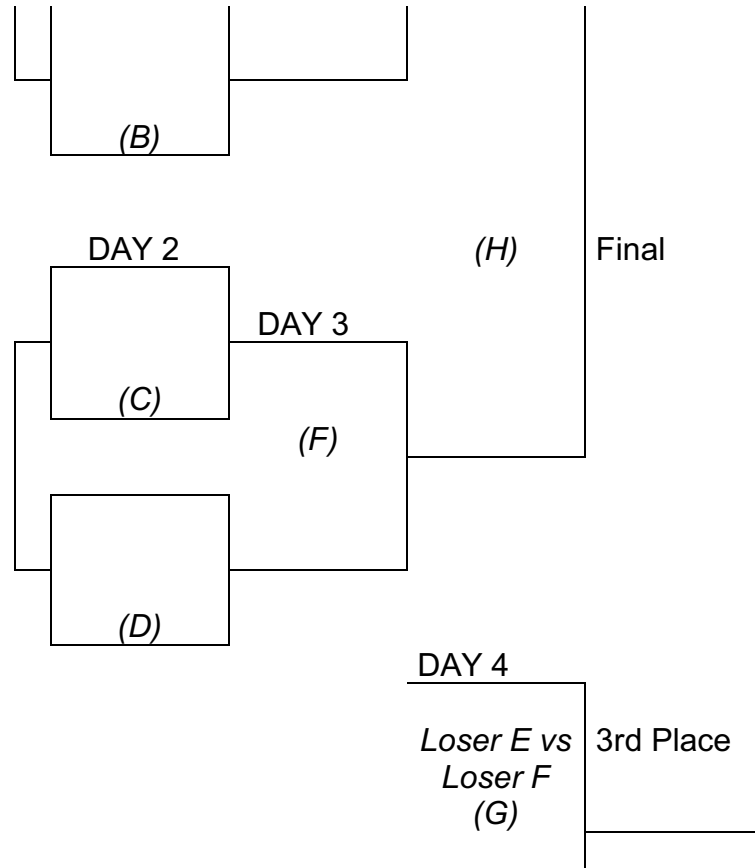 (B)
DAY 2
(H)
Final
DAY 3
(C)
(F)
(D)
DAY 4
Loser E vs
Loser F
(G)
3rd Place